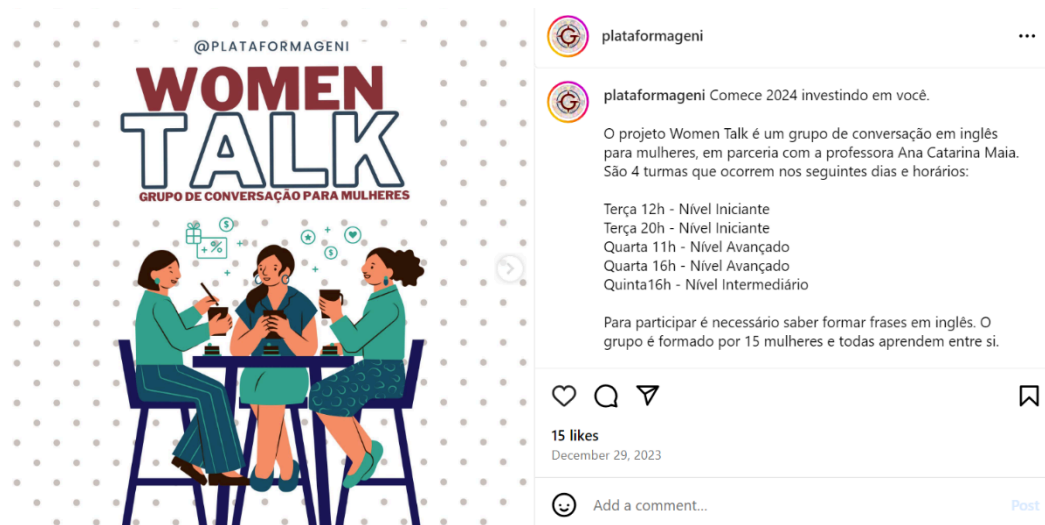 @PLATAFORMAGENI
WOMEN
TALK
GRUPO DE CONVERSAÇÃO PARA MULHERES
$
+ %
$
G
plataformageni
G
plataformageni Comece 2024 investindo em você.
O projeto Women Talk é um grupo de conversação em inglês
para mulheres, em parceria com a professora Ana Catarina Maia.
São 4 turmas que ocorrem nos seguintes dias e horários:
Terça 12h - Nível Iniciante
Terça 20h - Nível Iniciante
Quarta 11h - Nível Avançado
Quarta 16h - Nível Avançado
Quinta16h - Nível Intermediário
Para participar é necessário saber formar frases em inglês. O
grupo é formado por 15 mulheres e todas aprendem entre si.
15 likes
December 29, 2023
Add a comment...
Post